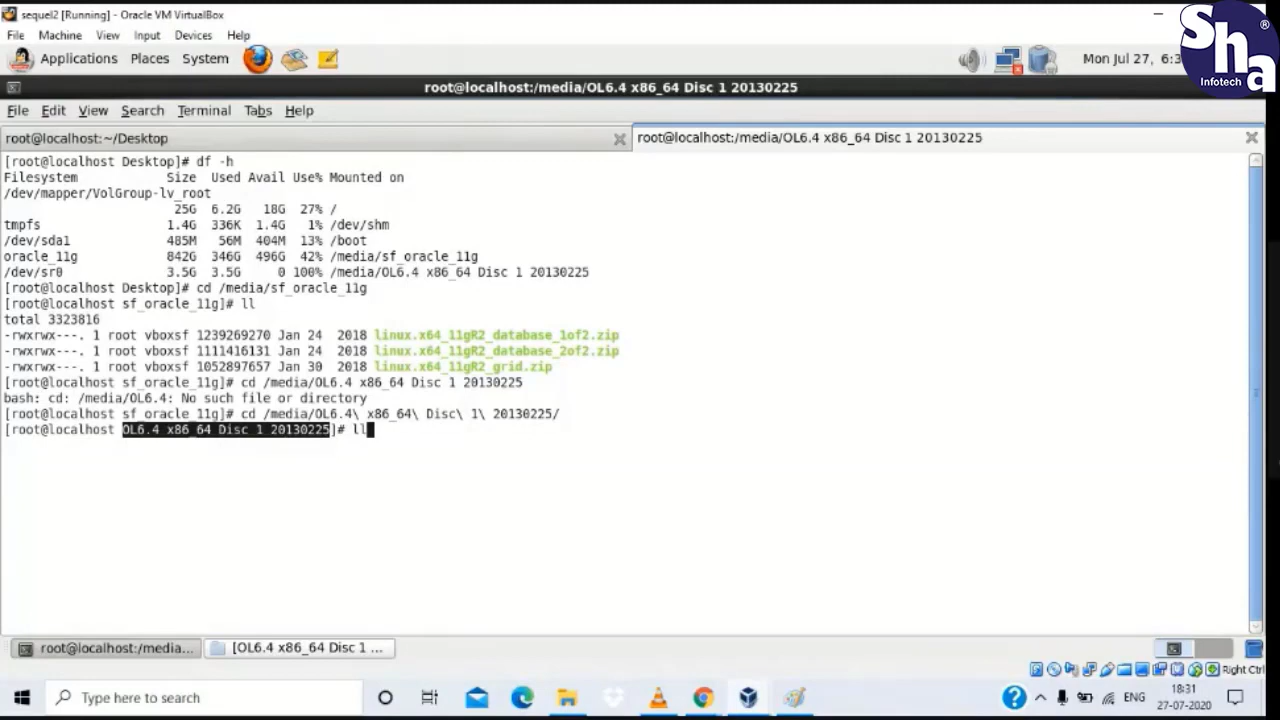 sequel2 [Running] - Oracle VM VirtualBox
File Machine View Input Devices Help
Applications Places System
Mon Jul 27, 6:3
Sha ®
Infotech
root@localhost:/media/OL6.4 x86_64 Disc 1 20130225
File Edit View Search Terminal Tabs Help
root@localhost:~/Desktop
root@localhost:/media/OL6.4 x86_64 Disc 1 20130225
[root@localhost Desktop]# df -h
Filesystem Size Used Avail Use% Mounted on
/dev/mapper/VolGroup-lv_root
25G 6.2G 18G 27% /
tmpfs 1.4G 336K 1.4G 1% /dev/shm
/dev/sda1 485M 56M 404M 13% /boot
oracle_11g 842G 346G 496G 42% /media/sf_oracle_11g
/dev/sr0 3.5G 3.5G 0 100% /media/OL6.4 x86_64 Disc 1 20130225
[root@localhost Desktop]# cd /media/sf_oracle_11g
[root@localhost sf_oracle_11g]# ll
total 3323816
-rwxrwx---. 1 root vboxsf 1239269270 Jan 24 2018 linux.x64_11gR2_database_1of2.zip
-rwxrwx---. 1 root vboxsf 1111416131 Jan 24 2018 linux.x64_11gR2_database_2of2.zip
-rwxrwx---. 1 root vboxsf 1052897657 Jan 30 2018 linux.x64_11gR2_grid.zip
[root@localhost sf_oracle_11g]# cd /media/OL6.4 x86_64 Disc 1 20130225
bash: cd: /media/OL6.4: No such file or directory
[root@localhost sf_oracle_11g]# cd /media/OL6.4\ x86_64\ Disc\ 1\ 20130225/
[root@localhost OL6.4 x86_64 Disc 1 20130225]# ll
root@localhost:/media...
[OL6.4 x86_64 Disc 1 ...
Right Ctrl
Type here to search
ENG
18:31
27-07-2020